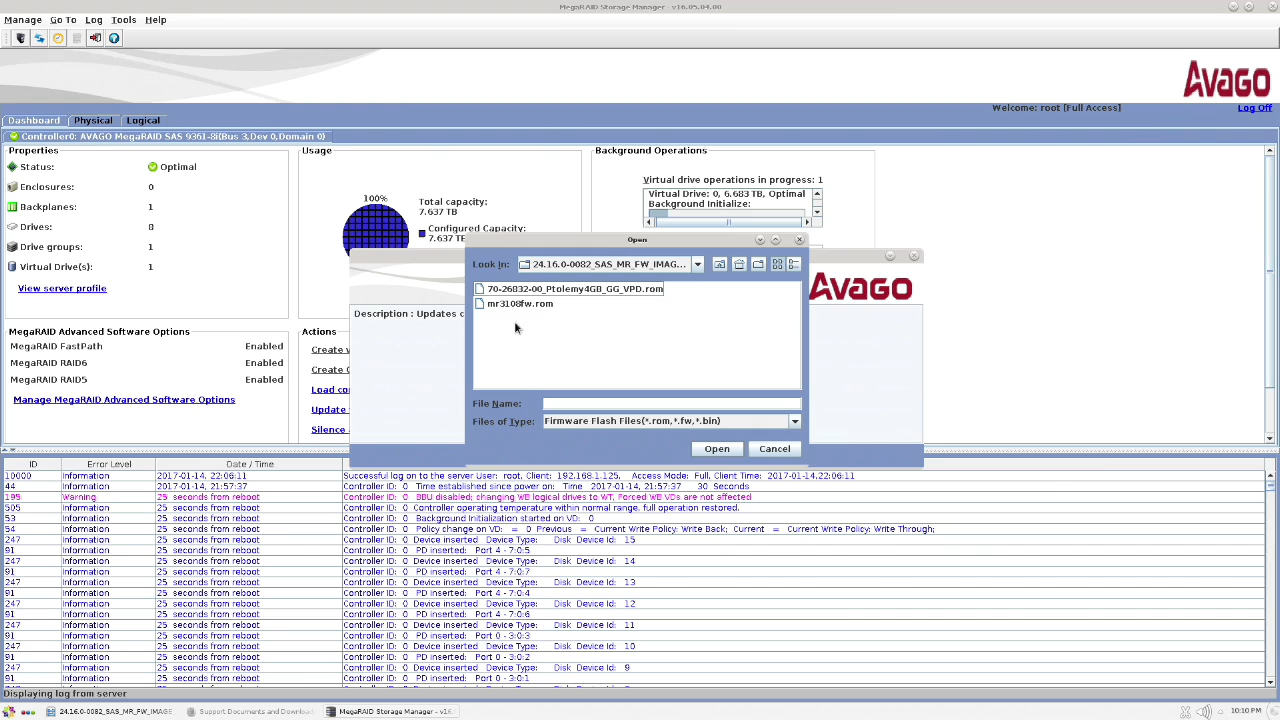 MegaRAID Storage Manager - v16.05.04.00
Manage Go To Log Tools Help
Avago
Welcome: root [Full Access]
Log Off
Dashboard Physical Logical
Controller0: AVAGO MegaRAID SAS 9361-8i(Bus 3,Dev 0,Domain 0)
Properties
Status: Optimal
Enclosures: 0
Backplanes: 1
Drives: 8
Drive groups: 1
Virtual Drive(s): 1
View server profile
Usage
100%
Total capacity:
7.637 TB
Configured Capacity:
7.637 TB
Background Operations
Virtual drive operations in progress: 1
Virtual Drive: 0, 6.683 TB, Optimal
Background Initialize:
MegaRAID Advanced Software Options
MegaRAID FastPath Enabled
MegaRAID RAID6 Enabled
MegaRAID RAID5 Enabled
Manage MegaRAID Advanced Software Options
Actions
Create v
Create C
Load co
Update
Silence
AVAGO
Description : Updates c
Open
Look In: 24.16.0-0082_SAS_MR_FW_IMAG...
70-26832-00_Ptolemy4GB_GG_VPD.rom
mr3108fw.rom
File Name:
Files of Type: Firmware Flash Files(*.rom,*.fw,*.bin)
Open Cancel
ID Error Level Date / Time
10000 Information 2017-01-14, 22:06:11 Successful log on to the server User: root, Client: 192.168.1.125, Access Mode: Full, Client Time: 2017-01-14,22:06:11
44 Information 2017-01-14, 21:57:37 Controller ID: 0 Time established since power on: Time 2017-01-14, 21:57:37 30 Seconds
195 Warning 25 seconds from reboot Controller ID: 0 BBU disabled; changing WB logical drives to WT, Forced WB VDs are not affected
505 Information 25 seconds from reboot Controller ID: 0 Controller operating temperature within normal range, full operation restored.
53 Information 25 seconds from reboot Controller ID: 0 Background Initialization started on VD: 0
54 Information 25 seconds from reboot Controller ID: 0 Policy change on VD: = 0 Previous = Current Write Policy: Write Back; Current = Current Write Policy: Write Through;
247 Information 25 seconds from reboot Controller ID: 0 Device inserted Device Type: Disk Device Id: 15
91 Information 25 seconds from reboot Controller ID: 0 PD inserted: Port 4 - 7:0:5
247 Information 25 seconds from reboot Controller ID: 0 Device inserted Device Type: Disk Device Id: 14
91 Information 25 seconds from reboot Controller ID: 0 PD inserted: Port 4 - 7:0:7
247 Information 25 seconds from reboot Controller ID: 0 Device inserted Device Type: Disk Device Id: 13
91 Information 25 seconds from reboot Controller ID: 0 PD inserted: Port 4 - 7:0:4
247 Information 25 seconds from reboot Controller ID: 0 Device inserted Device Type: Disk Device Id: 12
91 Information 25 seconds from reboot Controller ID: 0 PD inserted: Port 4 - 7:0:6
247 Information 25 seconds from reboot Controller ID: 0 Device inserted Device Type: Disk Device Id: 11
91 Information 25 seconds from reboot Controller ID: 0 PD inserted: Port 0 - 3:0:3
247 Information 25 seconds from reboot Controller ID: 0 Device inserted Device Type: Disk Device Id: 10
91 Information 25 seconds from reboot Controller ID: 0 PD inserted: Port 0 - 3:0:2
247 Information 25 seconds from reboot Controller ID: 0 Device inserted Device Type: Disk Device Id: 9
91 Information 25 seconds from reboot Controller ID: 0 PD inserted: Port 0 - 3:0:1
Displaying log from server
24.16.0-0082_SAS_MR_FW_IMAGE Support Documents and Downloa MegaRAID Storage Manager - v16. 10:10 PM